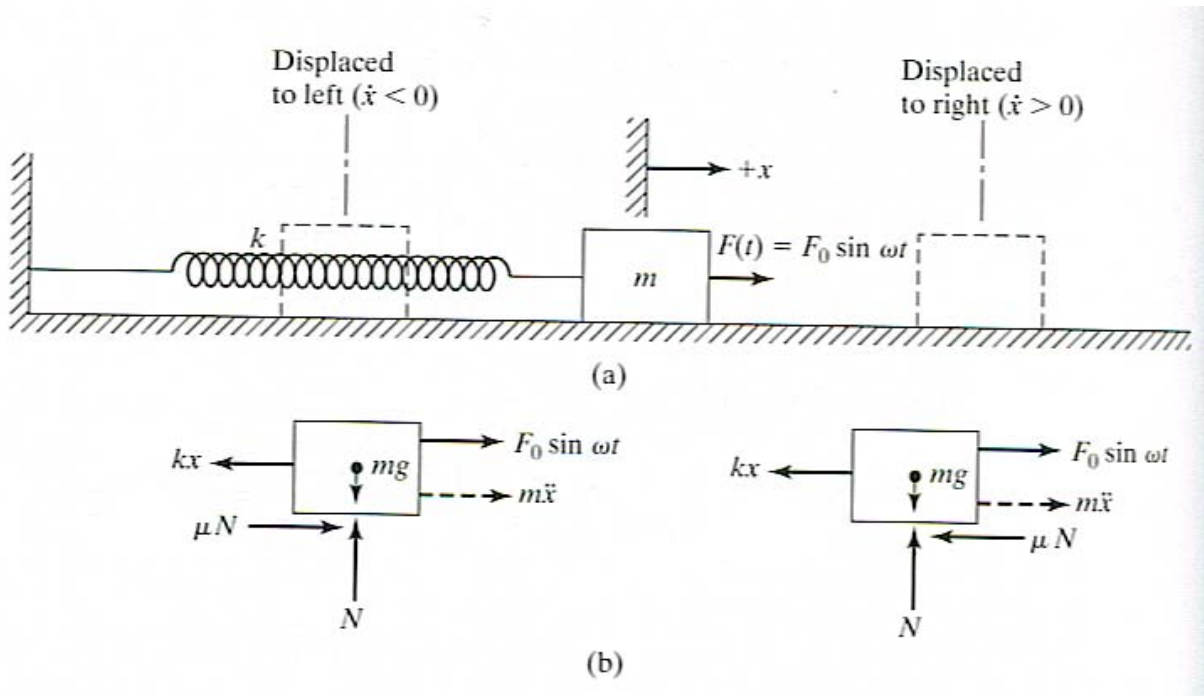 Displaced
to left (ẋ < 0)
Displaced
to right (ẋ > 0)
+x
k
F(t) = F₀ sin ωt
m
(a)
F₀ sin ωt
kx
mg
mẍ
μN
N
F₀ sin ωt
kx
mg
mẍ
μN
N
(b)